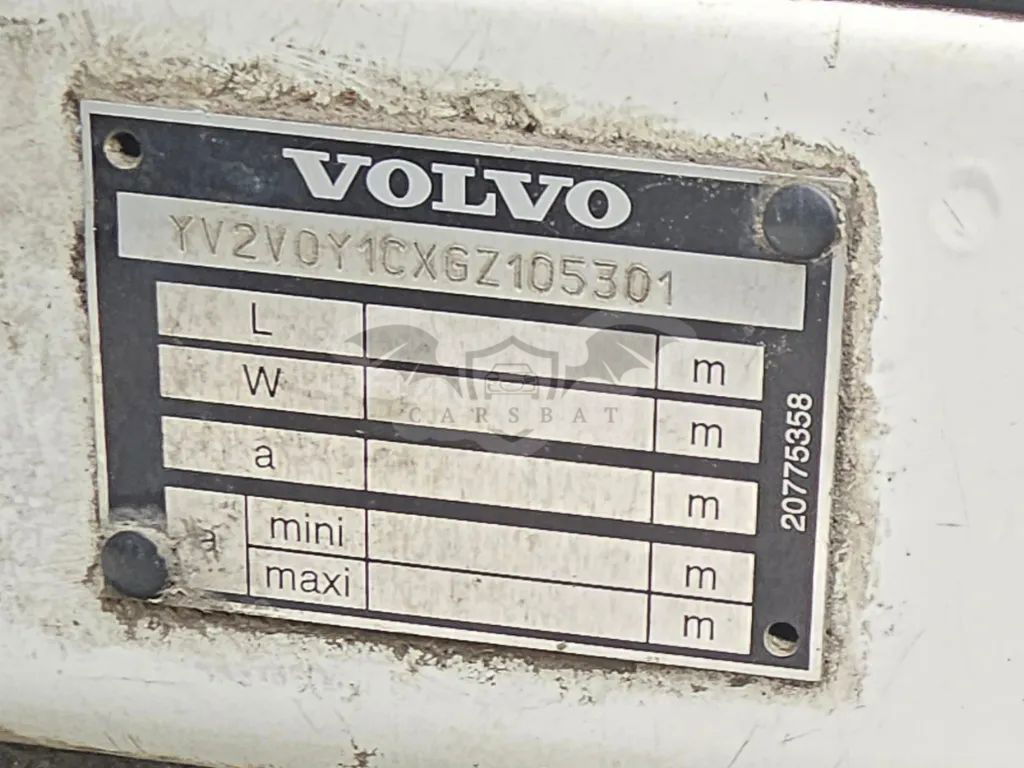 VOLVO
YV2V0Y1CXGZ105301
L m
W m
CARSBAT
a m
a mini m
maxi m
20775358